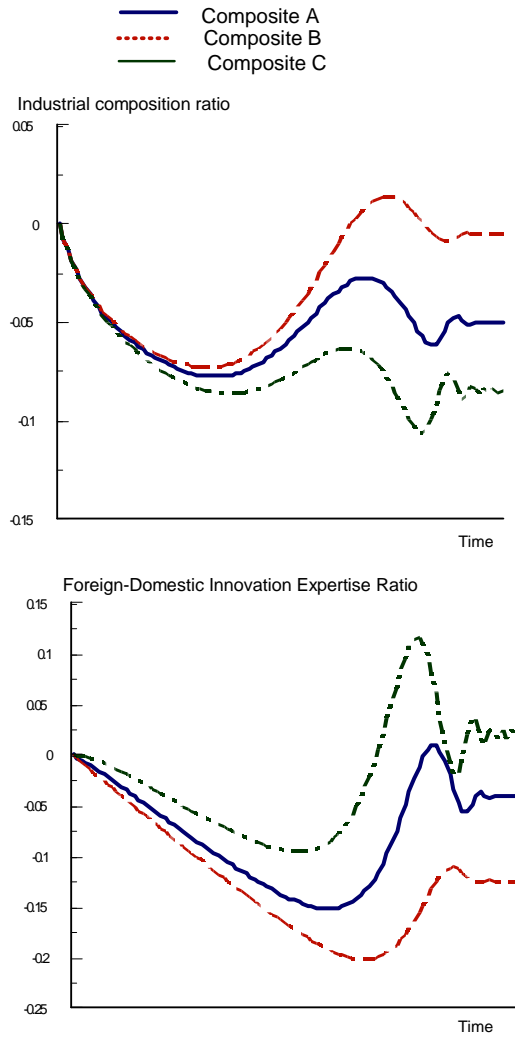 Composite A
Composite B
Composite C
Industrial composition ratio
0.05
0
-0.05
-0.1
-0.15
Time
Foreign-Domestic Innovation Expertise Ratio
0.15
0.1
0.05
0
-0.05
-0.1
-0.15
-0.2
-0.25
Time